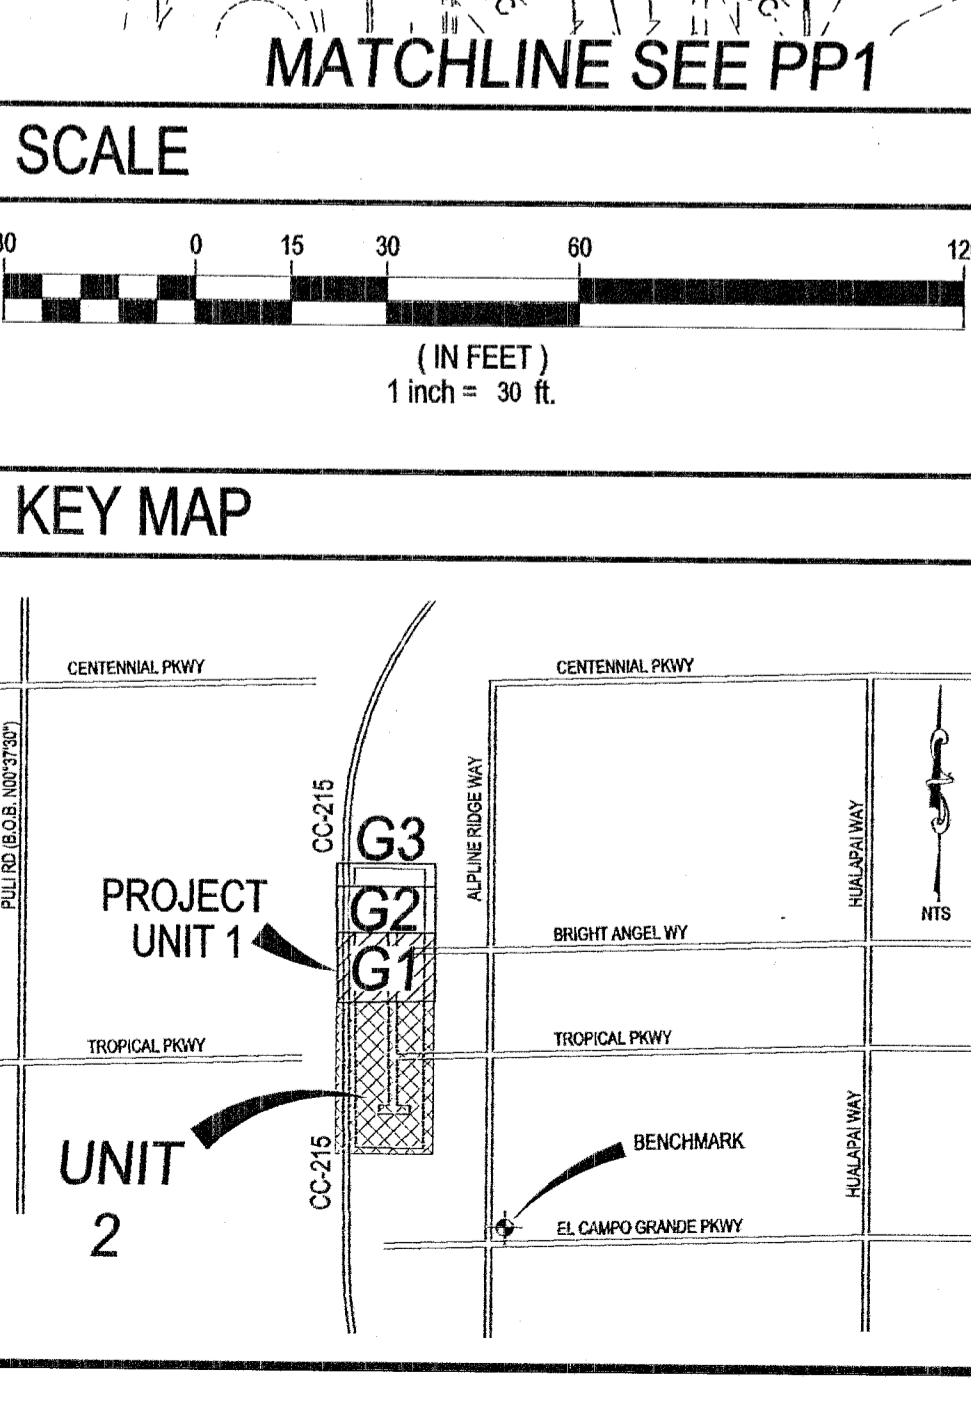 MATCHLINE SEE PP1
SCALE
30 0 15 30 60
( IN FEET )
1 inch = 30 ft.
KEY MAP
CENTENNIAL PKWY
CENTENNIAL PKWY
PULI RD (B.O.B. N00°37'30")
CC-215
ALPLINE RIDGE WAY
HUALAPAI WAY
NTS
G3
G2
G1
PROJECT
UNIT 1
BRIGHT ANGEL WY
TROPICAL PKWY
TROPICAL PKWY
UNIT
2
CC-215
BENCHMARK
HUALAPAI WAY
EL CAMPO GRANDE PKWY